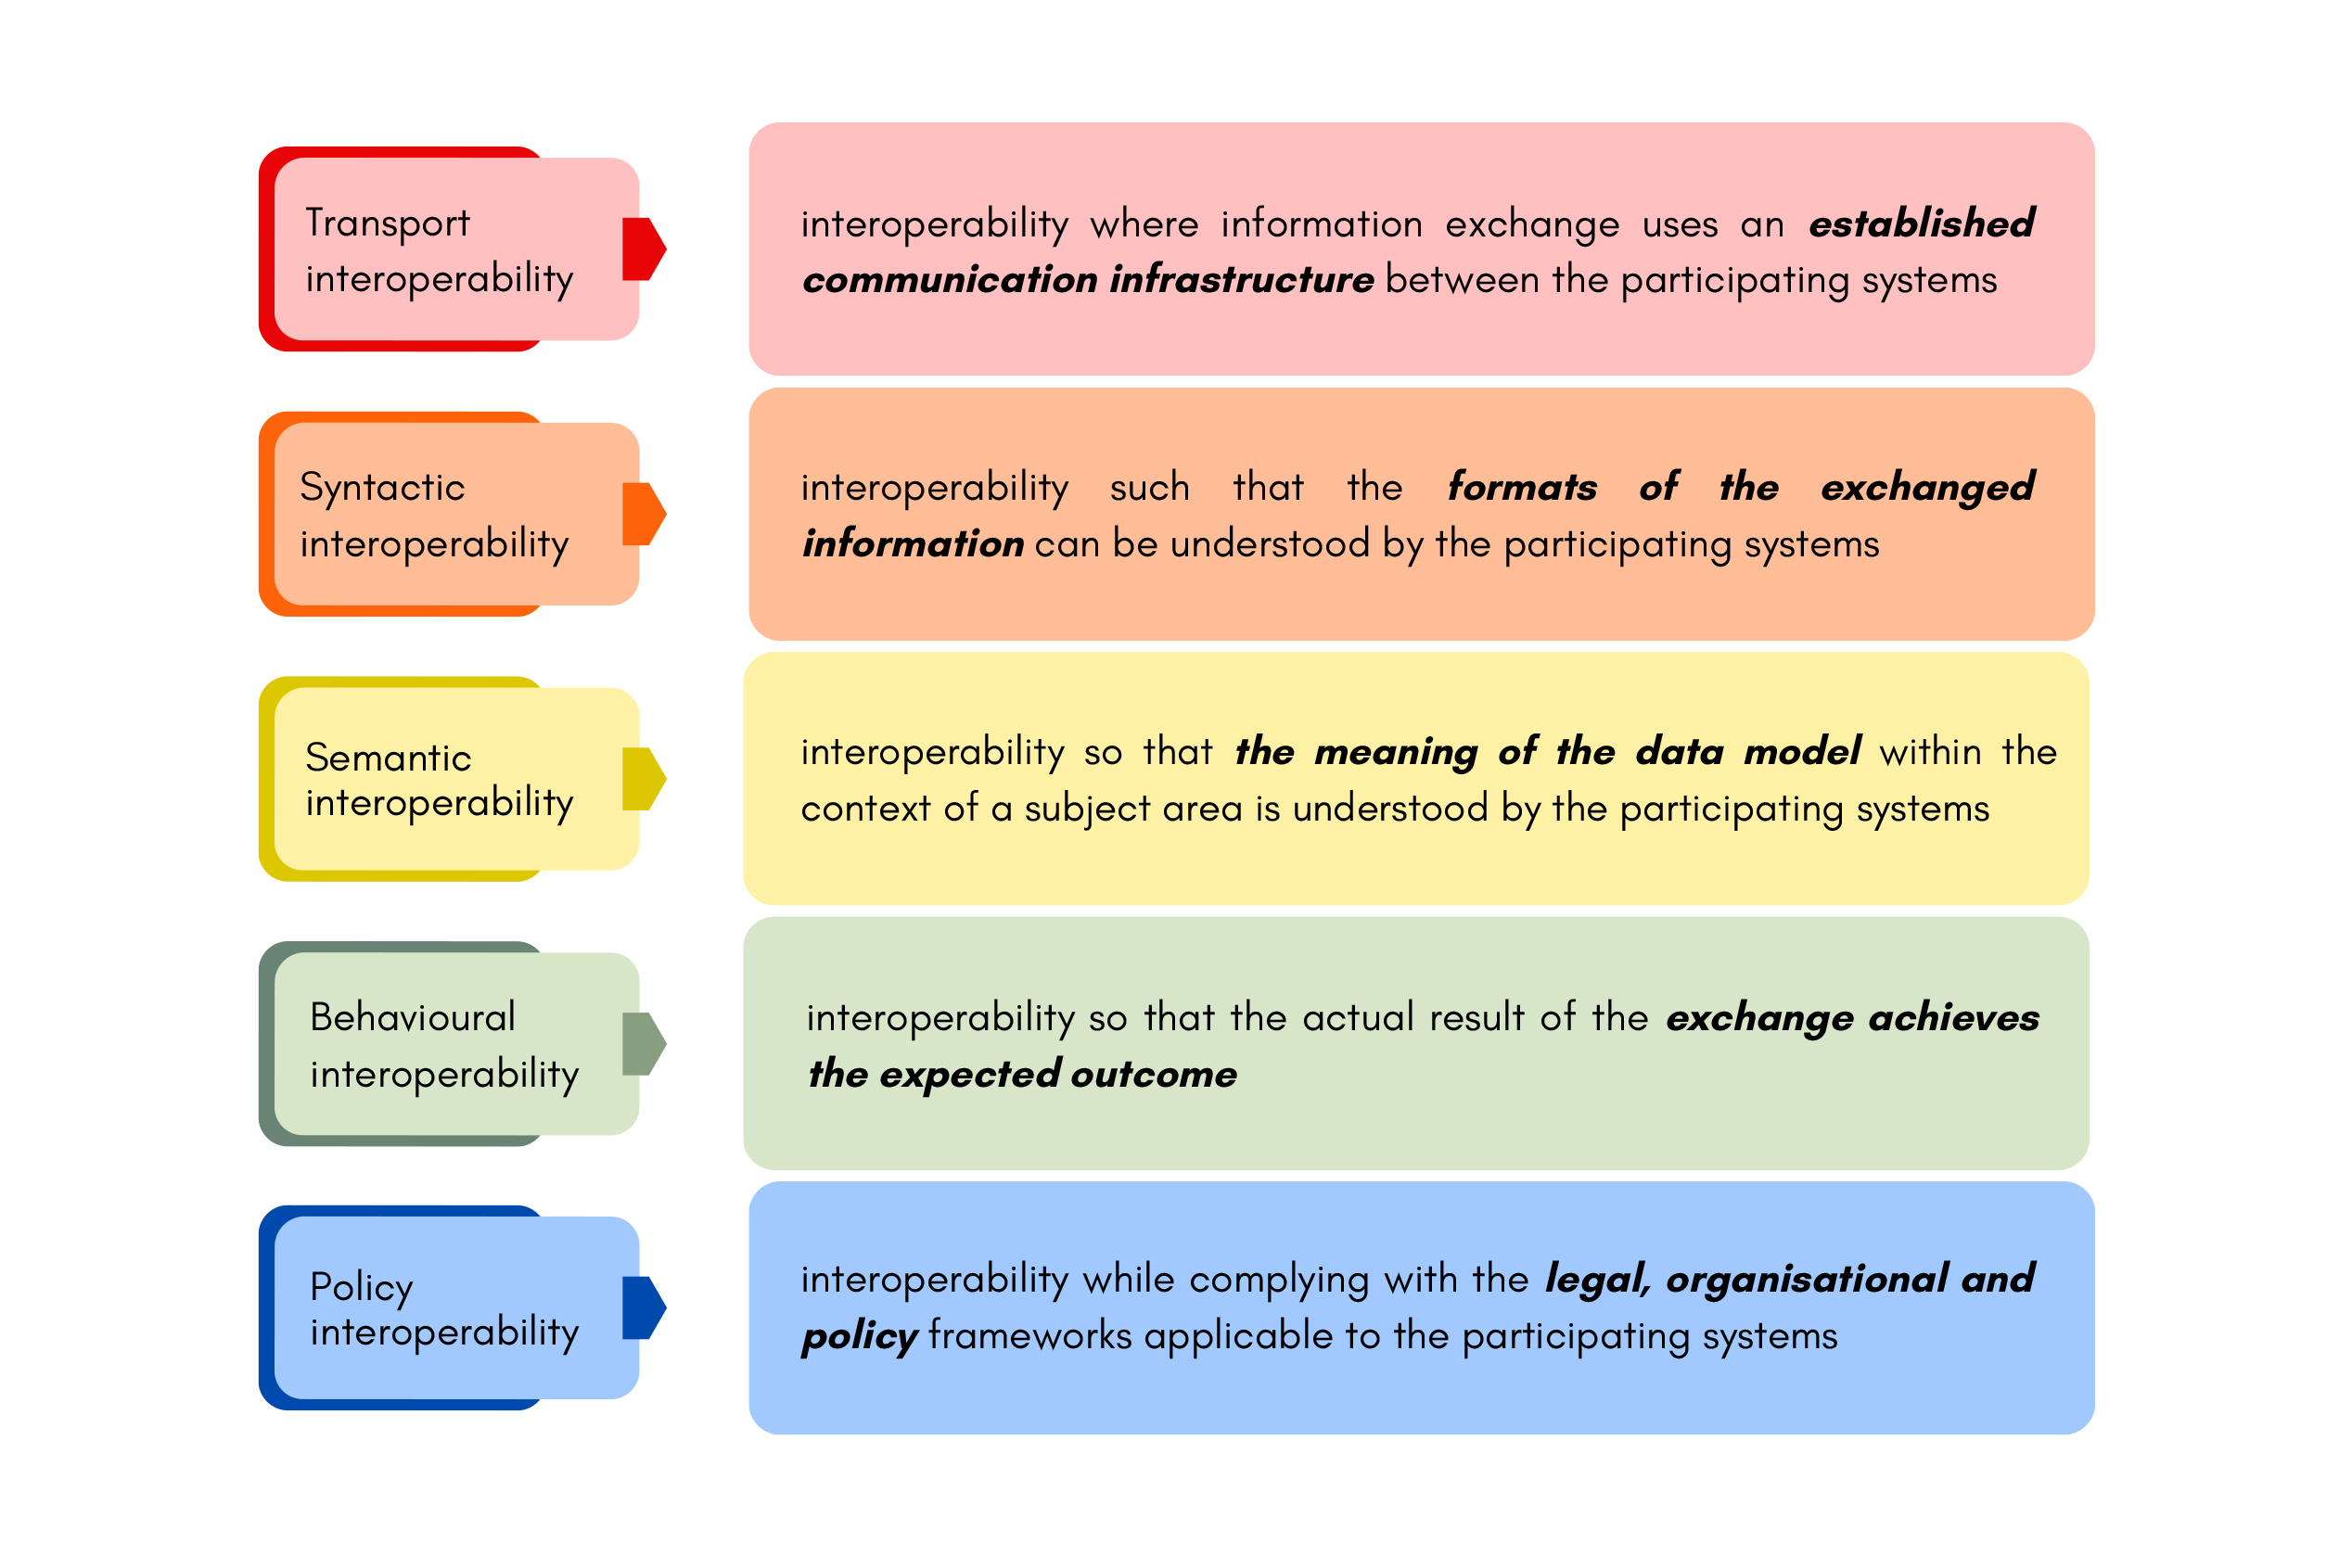 Transport
interoperability
interoperability where information exchange uses an established
communication infrastructure between the participating systems
Syntactic
interoperability
interoperability such that the formats of the exchanged
information can be understood by the participating systems
Semantic
interoperability
interoperability so that the meaning of the data model within the
context of a subject area is understood by the participating systems
Behavioural
interoperability
interoperability so that the actual result of the exchange achieves
the expected outcome
Policy
interoperability
interoperability while complying with the legal, organisational and
policy frameworks applicable to the participating systems